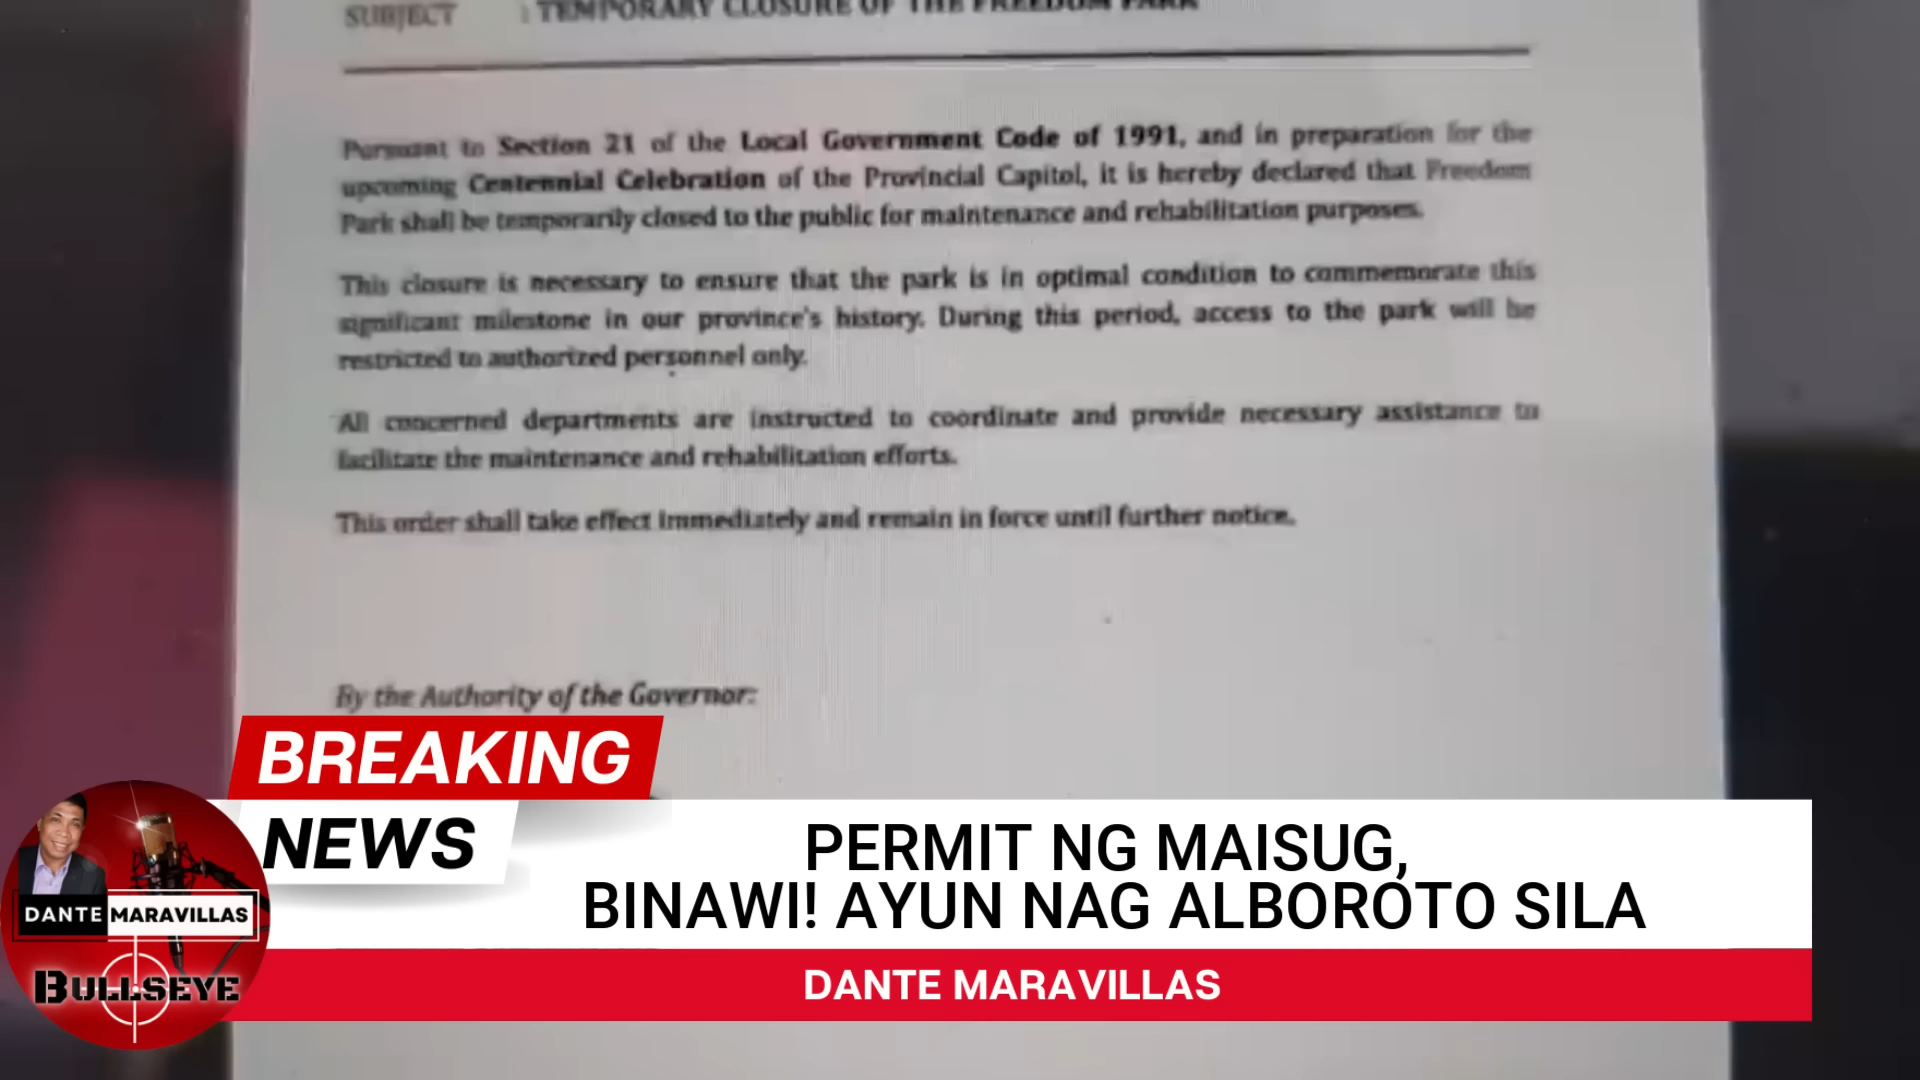 SUBJECT : TEMPORARY CLOSURE OF THE FREEDOM PARK
Pursuant to Section 21 of the Local Government Code of 1991, and in preparation for the
upcoming Centennial Celebration of the Provincial Capitol, it is hereby declared that Freedom
Park shall be temporarily closed to the public for maintenance and rehabilitation purposes.
This closure is necessary to ensure that the park is in optimal condition to commemorate this
significant milestone in our province's history. During this period, access to the park will be
restricted to authorized personnel only.
All concerned departments are instructed to coordinate and provide necessary assistance to
facilitate the maintenance and rehabilitation efforts.
This order shall take effect immediately and remain in force until further notice.
By the Authority of the Governor:
BREAKING
NEWS
PERMIT NG MAISUG,
BINAWI! AYUN NAG ALBOROTO SILA
DANTE MARAVILLAS
DANTE MARAVILLAS
BULLSEYE